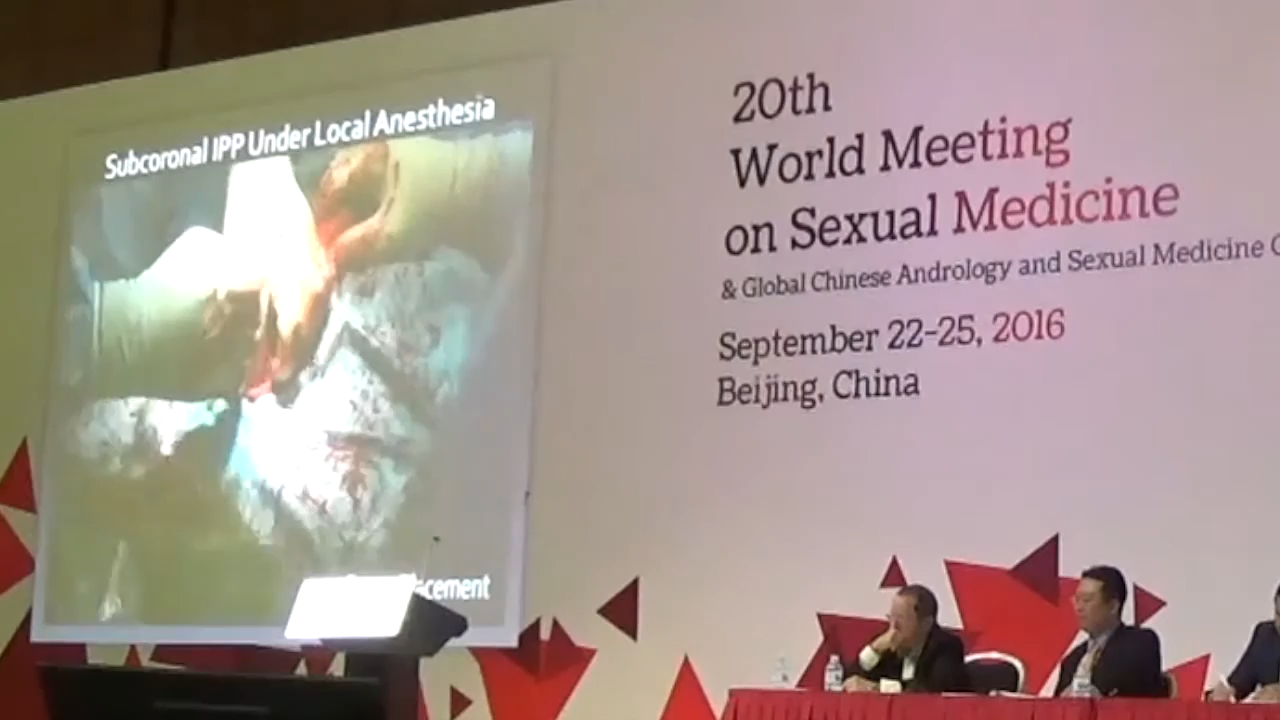 Subcoronal IPP Under Local Anesthesia
20th
World Meeting
on Sexual Medicine
& Global Chinese Andrology and Sexual Medicine
September 22-25, 2016
Beijing, China